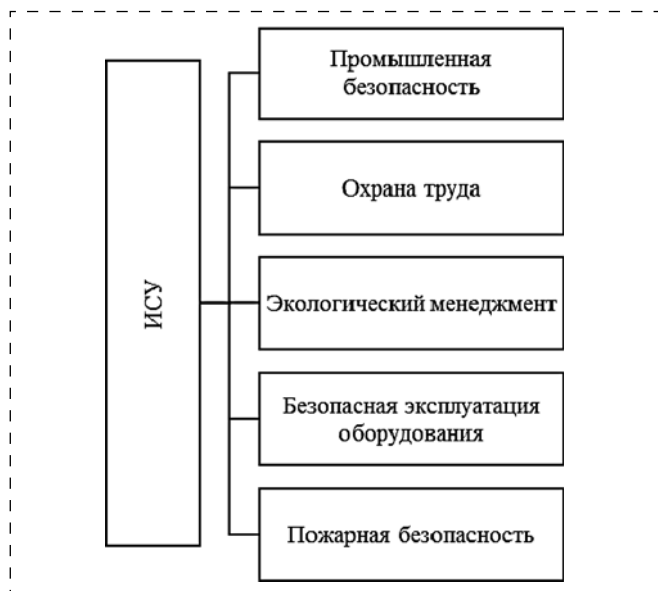 ИСУ
Промышленная
безопасность
Охрана труда
Экологический менеджмент
Безопасная эксплуатация
оборудования
Пожарная безопасность